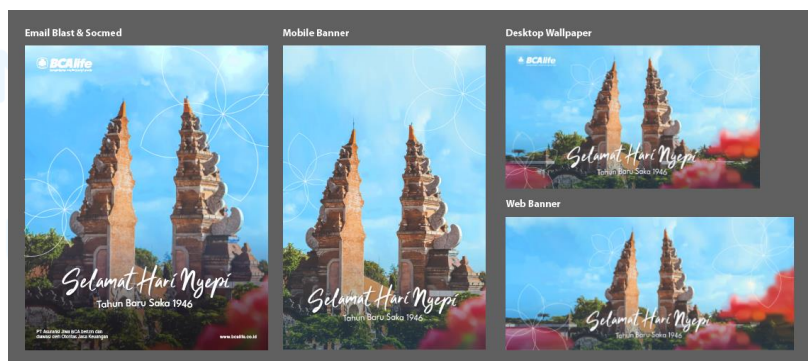 Email Blast & Socmed
BCAlife
Selamat Hari Nyepi
Tahun Baru Saka 1946
PT Asuransi Jiwa BCA berizin dan
diawasi oleh Otoritas Jasa Keuangan
www.bcalife.co.id
Mobile Banner
Selamat Hari Nyepi
Tahun Baru Saka 1946
Desktop Wallpaper
BCAlife
Selamat Hari Nyepi
Tahun Baru Saka 1946
Web Banner
Selamat Hari Nyepi
Tahun Baru Saka 1946